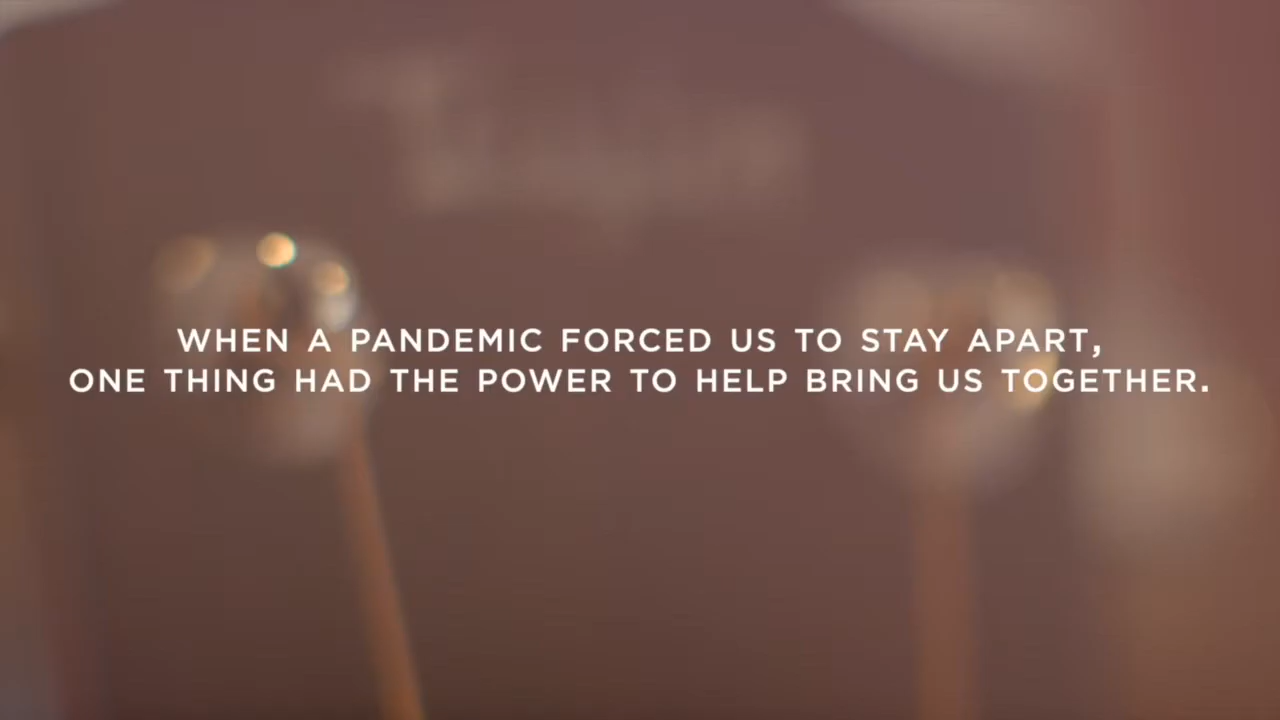 WHEN A PANDEMIC FORCED US TO STAY APART,
ONE THING HAD THE POWER TO HELP BRING US TOGETHER.